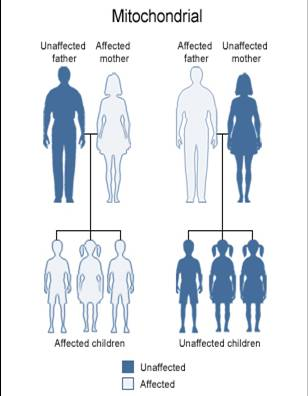 Mitochondrial
Unaffected father
Affected mother
Affected father
Unaffected mother
Affected children
Unaffected children
Unaffected
Affected